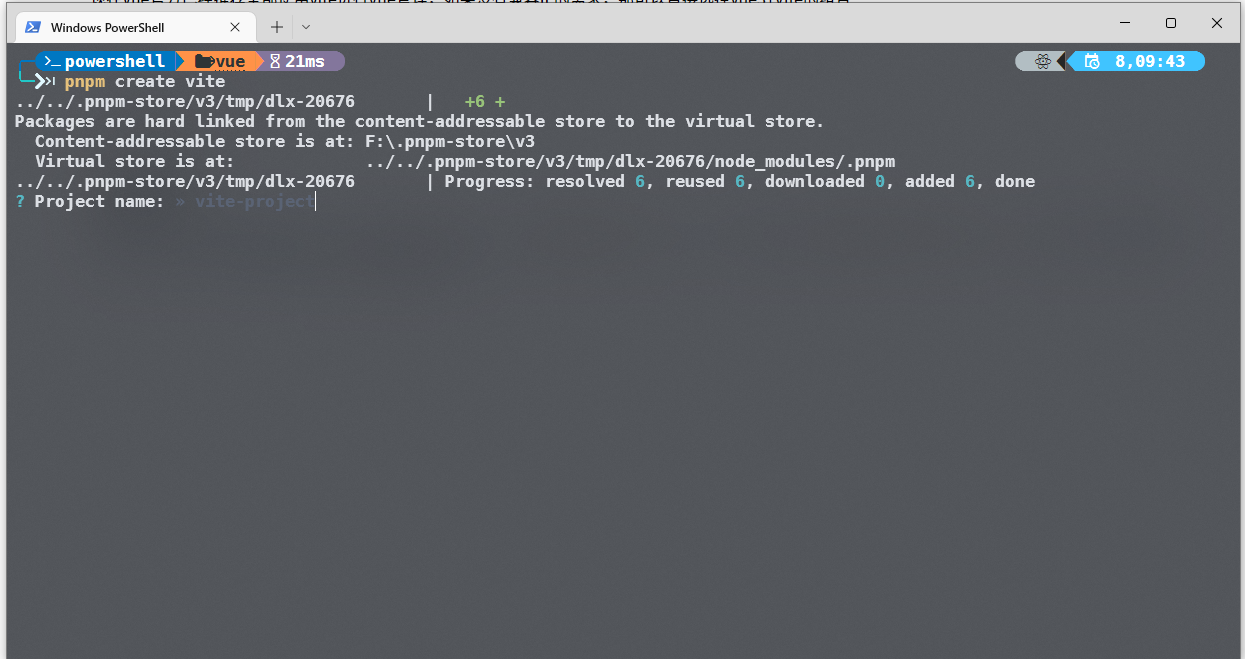 Windows PowerShell
powershell vue 21ms 8,09:43
pnpm create vite
../../.pnpm-store/v3/tmp/dlx-20676 | +6 +
Packages are hard linked from the content-addressable store to the virtual store.
Content-addressable store is at: F:\.pnpm-store\v3
Virtual store is at: ../../.pnpm-store/v3/tmp/dlx-20676/node_modules/.pnpm
../../.pnpm-store/v3/tmp/dlx-20676 | Progress: resolved 6, reused 6, downloaded 0, added 6, done
? Project name: » vite-project